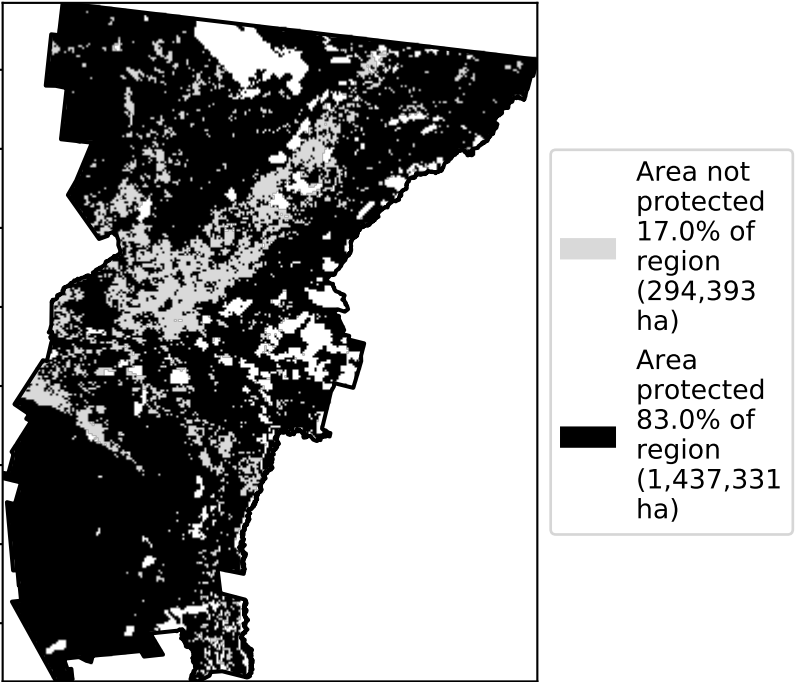 Area not
protected
17.0% of
region
(294,393
ha)
Area
protected
83.0% of
region
(1,437,331
ha)